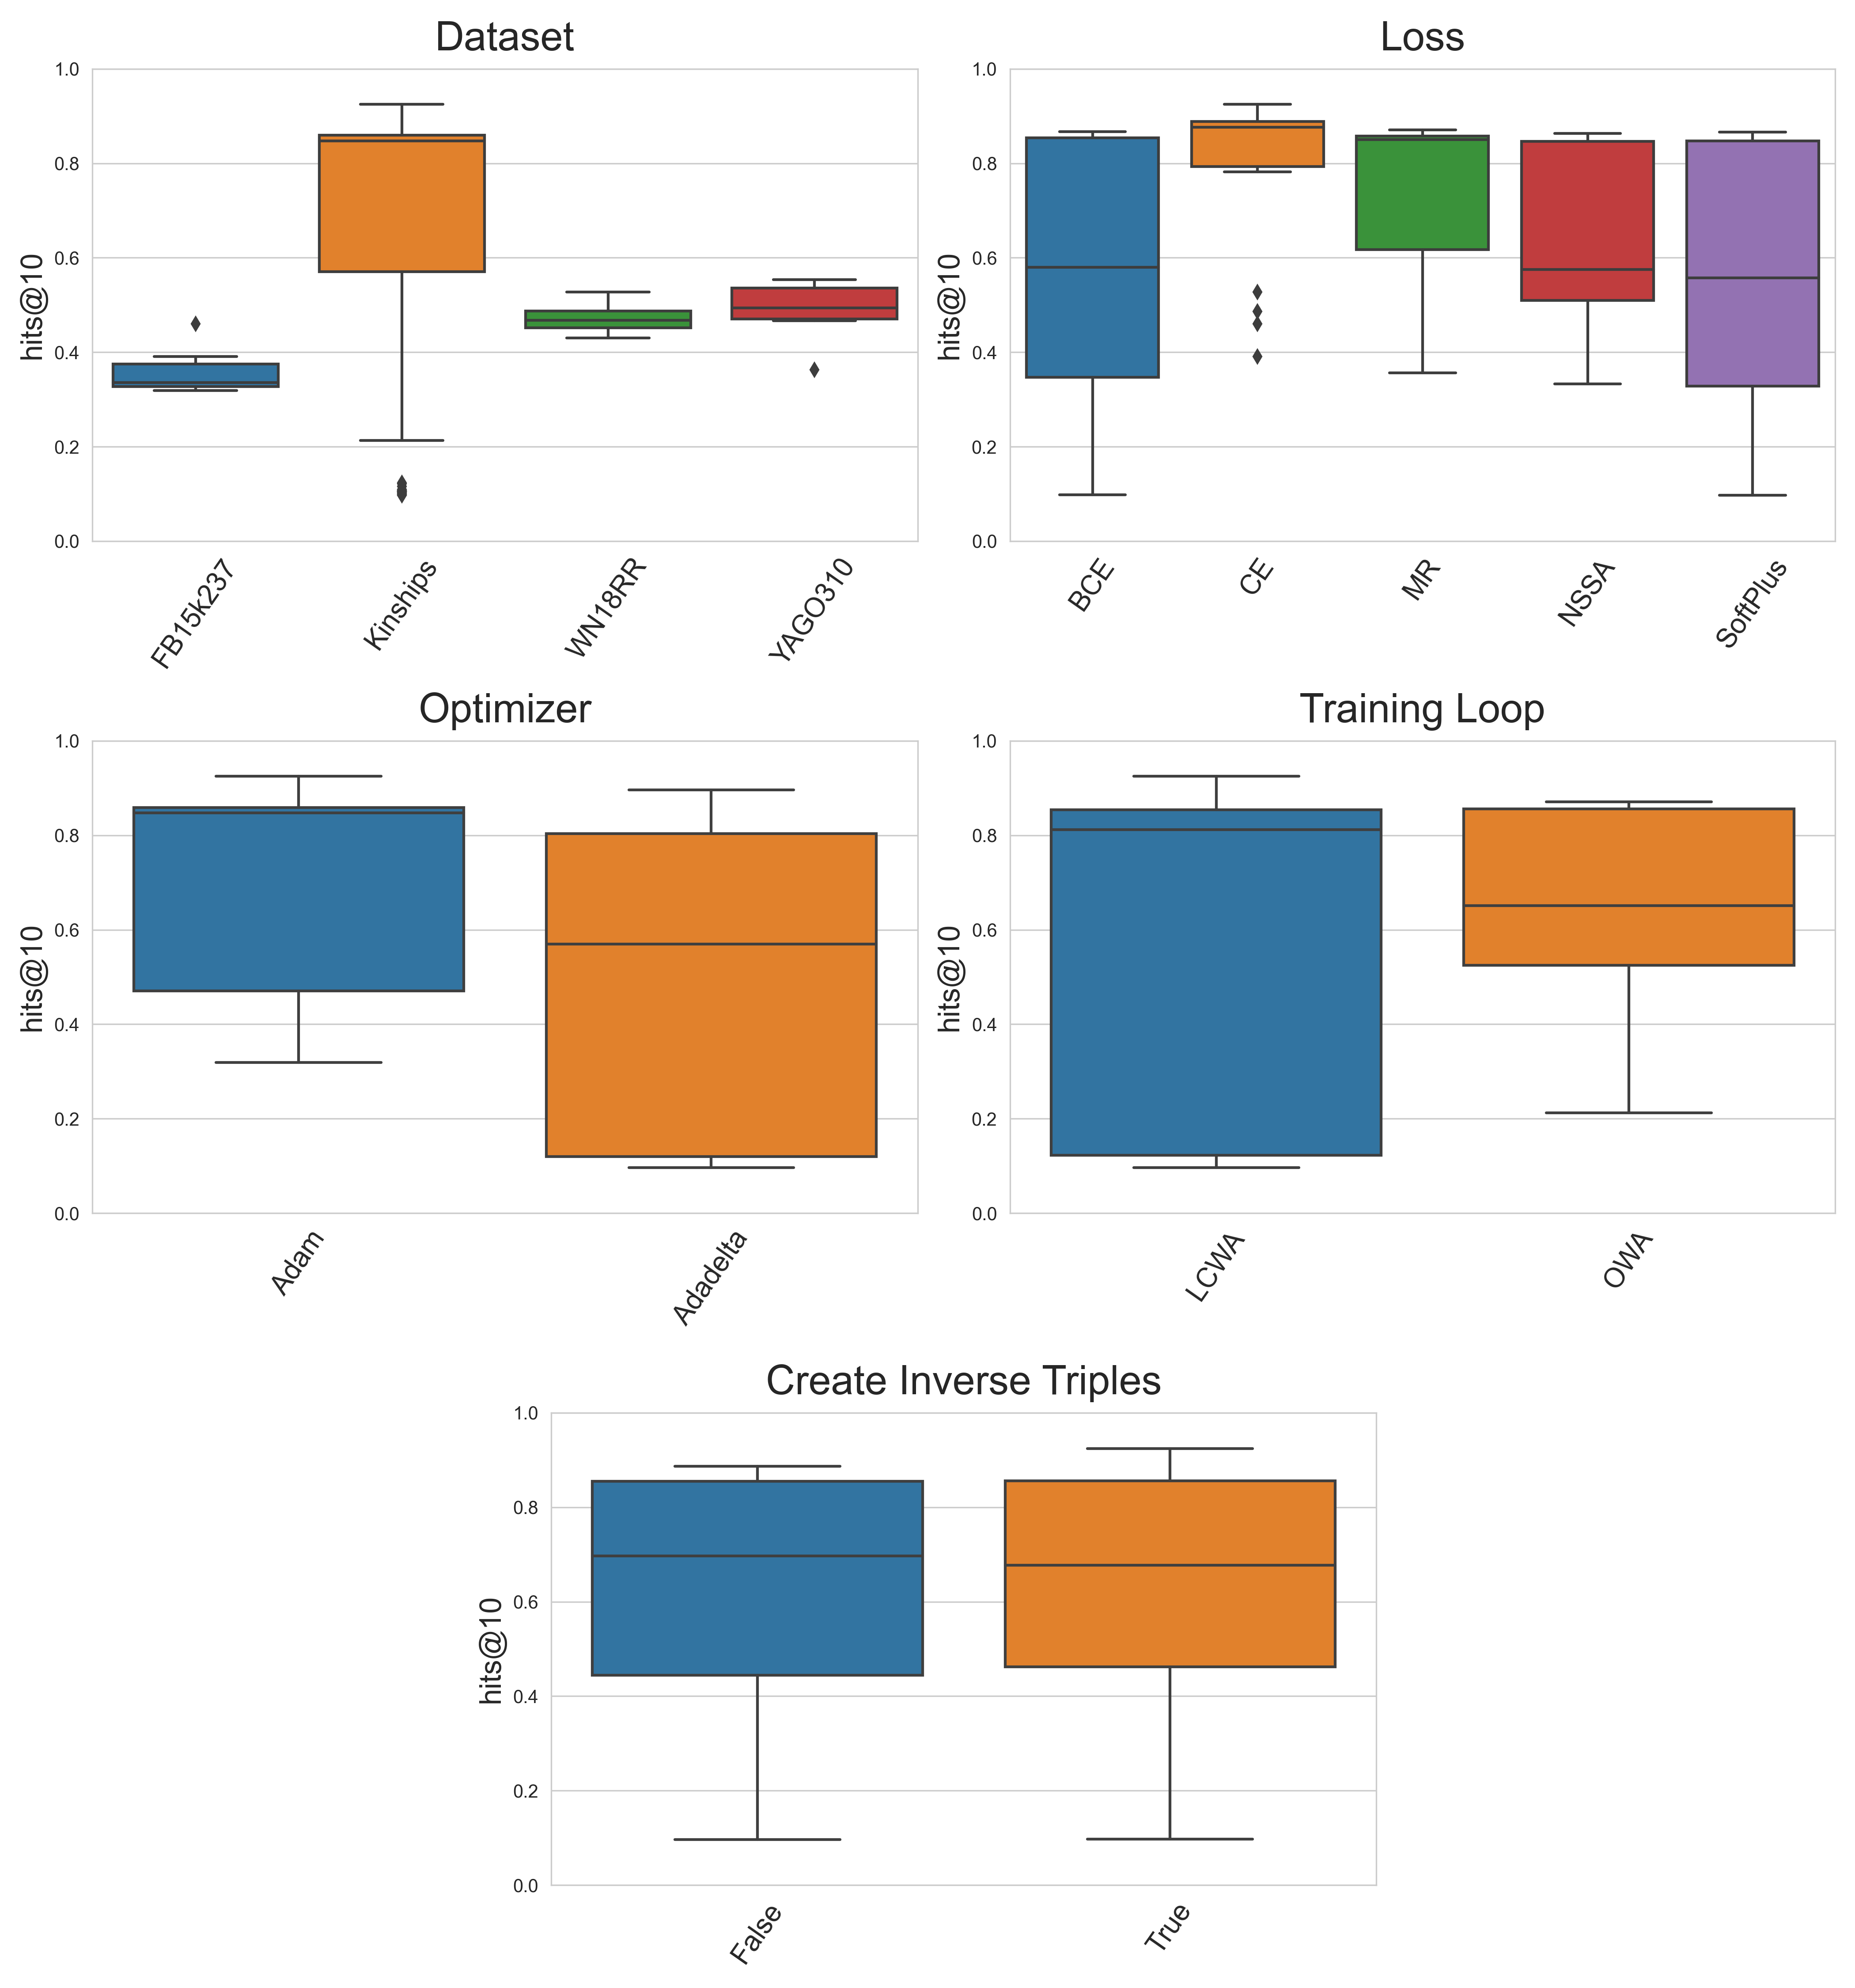 Dataset
1.0
0.8
0.6
0.4
0.2
0.0
hits@10
FB15k237
Kinships
WN18RR
YAGO310
Loss
1.0
0.8
0.6
0.4
0.2
0.0
hits@10
BCE
CE
MR
NSSA
SoftPlus
Optimizer
1.0
0.8
0.6
0.4
0.2
0.0
hits@10
Adam
Adadelta
Training Loop
1.0
0.8
0.6
0.4
0.2
0.0
hits@10
LCWA
OWA
Create Inverse Triples
1.0
0.8
0.6
0.4
0.2
0.0
hits@10
False
True